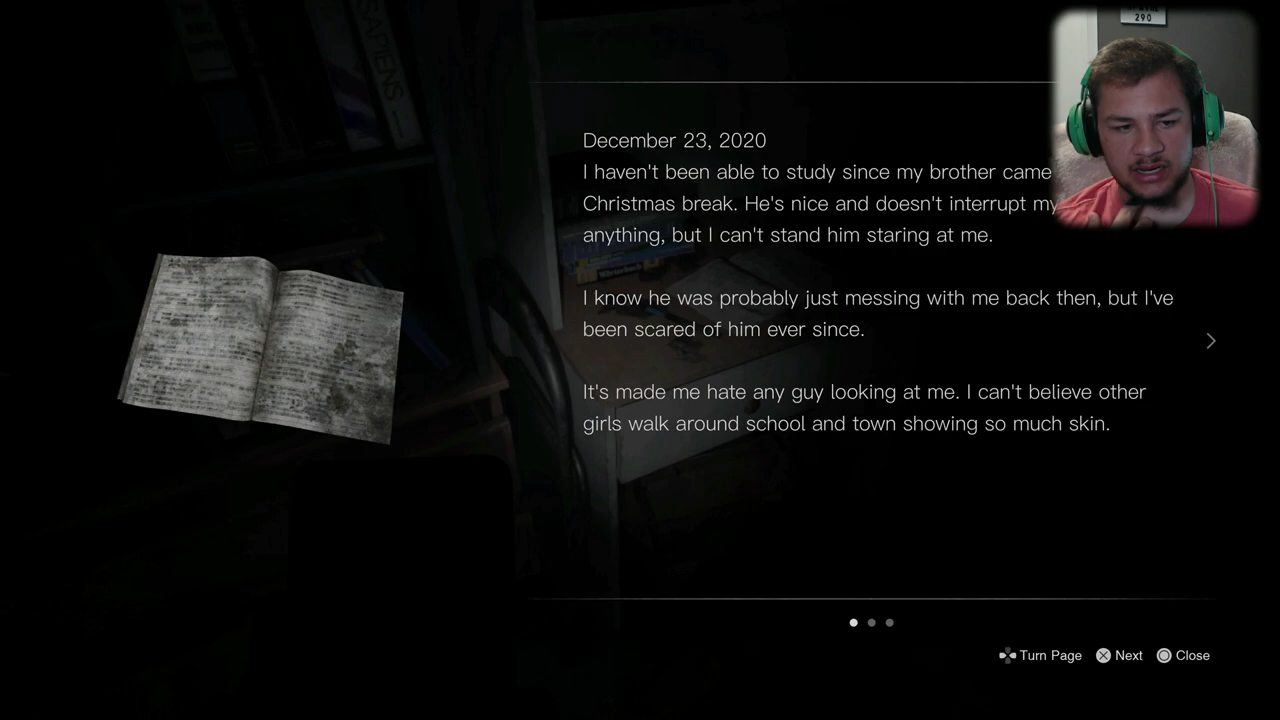 290
SAPIENS
December 23, 2020
I haven't been able to study since my brother came
Christmas break. He's nice and doesn't interrupt my
anything, but I can't stand him staring at me.
Wörterbuch
I know he was probably just messing with me back then, but I've
been scared of him ever since.
It's made me hate any guy looking at me. I can't believe other
girls walk around school and town showing so much skin.
Turn Page Next Close